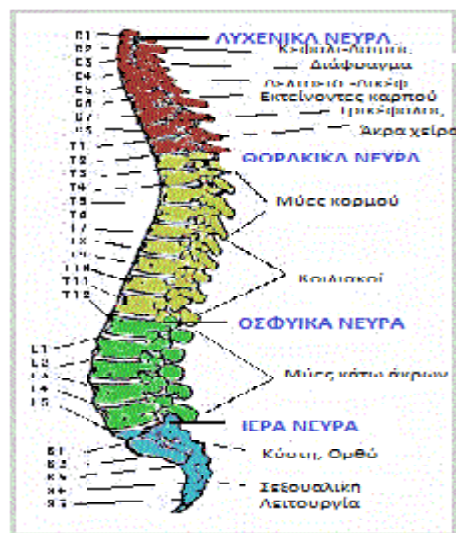 C1
C2
C3
C4
C5
C6
C7
C8
T1
T2
T3
T4
T5
T6
T7
T8
T9
T10
T11
T12
L1
L2
L3
L4
L5
S1
S2
S3
S4
S5
ΑΥΧΕΝΙΚΑ ΝΕΥΡΑ
Διάφραγμα
Εκτείνοντες καρπού
Άκρα χείρα
ΘΩΡΑΚΙΚΑ ΝΕΥΡΑ
Μύες κορμού
Κοιλιακοί
ΟΣΦΥΙΚΑ ΝΕΥΡΑ
Μύες κάτω άκρων
ΙΕΡΑ ΝΕΥΡΑ
Κύστη, Ορθό
Σεξουαλικη
Λειτουργία